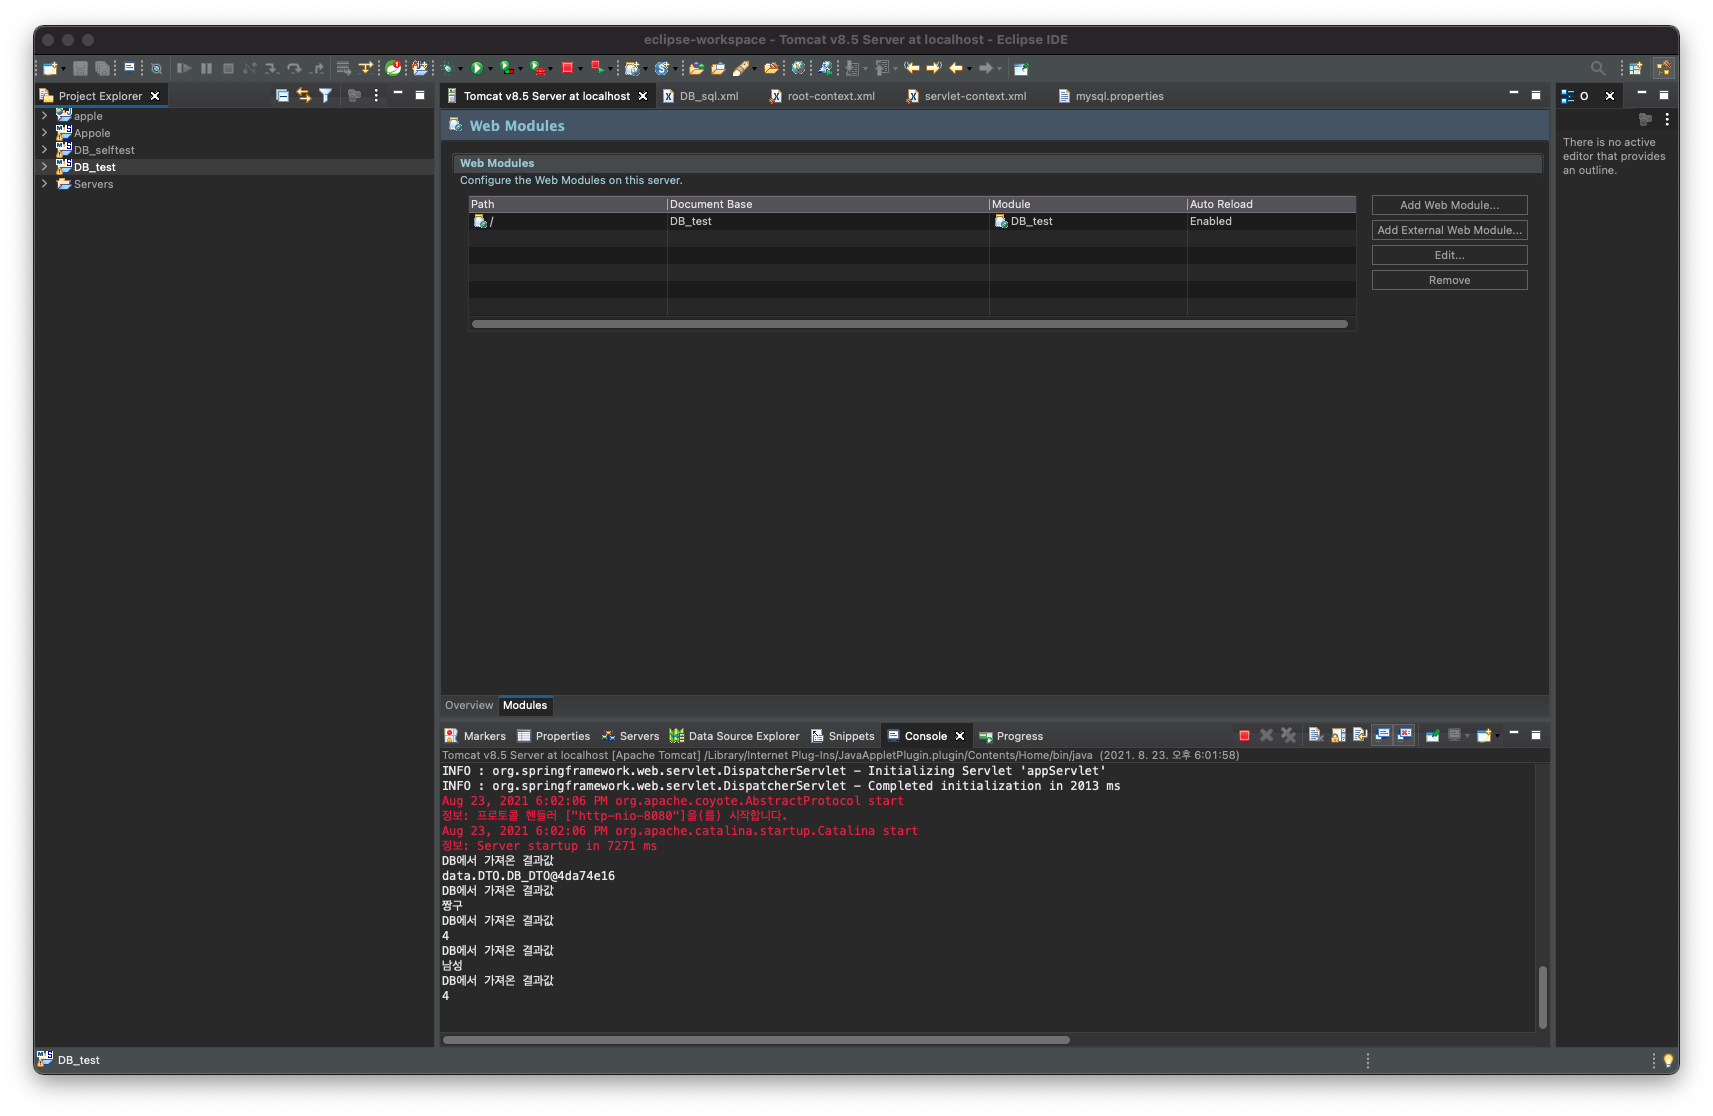 eclipse-workspace - Tomcat v8.5 Server at localhost - Eclipse IDE
Project Explorer
apple
Appole
DB_selftest
DB_test
Servers
Tomcat v8.5 Server at localhost
DB_sql.xml
root-context.xml
servlet-context.xml
mysql.properties
Web Modules
Web Modules
Configure the Web Modules on this server.
Path Document Base Module Auto Reload
/ DB_test DB_test Enabled
Add Web Module...
Add External Web Module...
Edit...
Remove
O
There is no active
editor that provides
an outline.
Overview Modules
Markers Properties Servers Data Source Explorer Snippets Console Progress
Tomcat v8.5 Server at localhost [Apache Tomcat] /Library/Internet Plug-Ins/JavaAppletPlugin.plugin/Contents/Home/bin/java (2021. 8. 23. 오후 6:01:58)
INFO : org.springframework.web.servlet.DispatcherServlet - Initializing Servlet 'appServlet'
INFO : org.springframework.web.servlet.DispatcherServlet - Completed initialization in 2013 ms
Aug 23, 2021 6:02:06 PM org.apache.coyote.AbstractProtocol start
정보: 프로토콜 핸들러 ["http-nio-8080"]을(를) 시작합니다.
Aug 23, 2021 6:02:06 PM org.apache.catalina.startup.Catalina start
정보: Server startup in 7271 ms
DB에서 가져온 결과값
data.DTO.DB_DTO@4da74e16
DB에서 가져온 결과값
짱구
DB에서 가져온 결과값
4
DB에서 가져온 결과값
남성
DB에서 가져온 결과값
4
DB_test